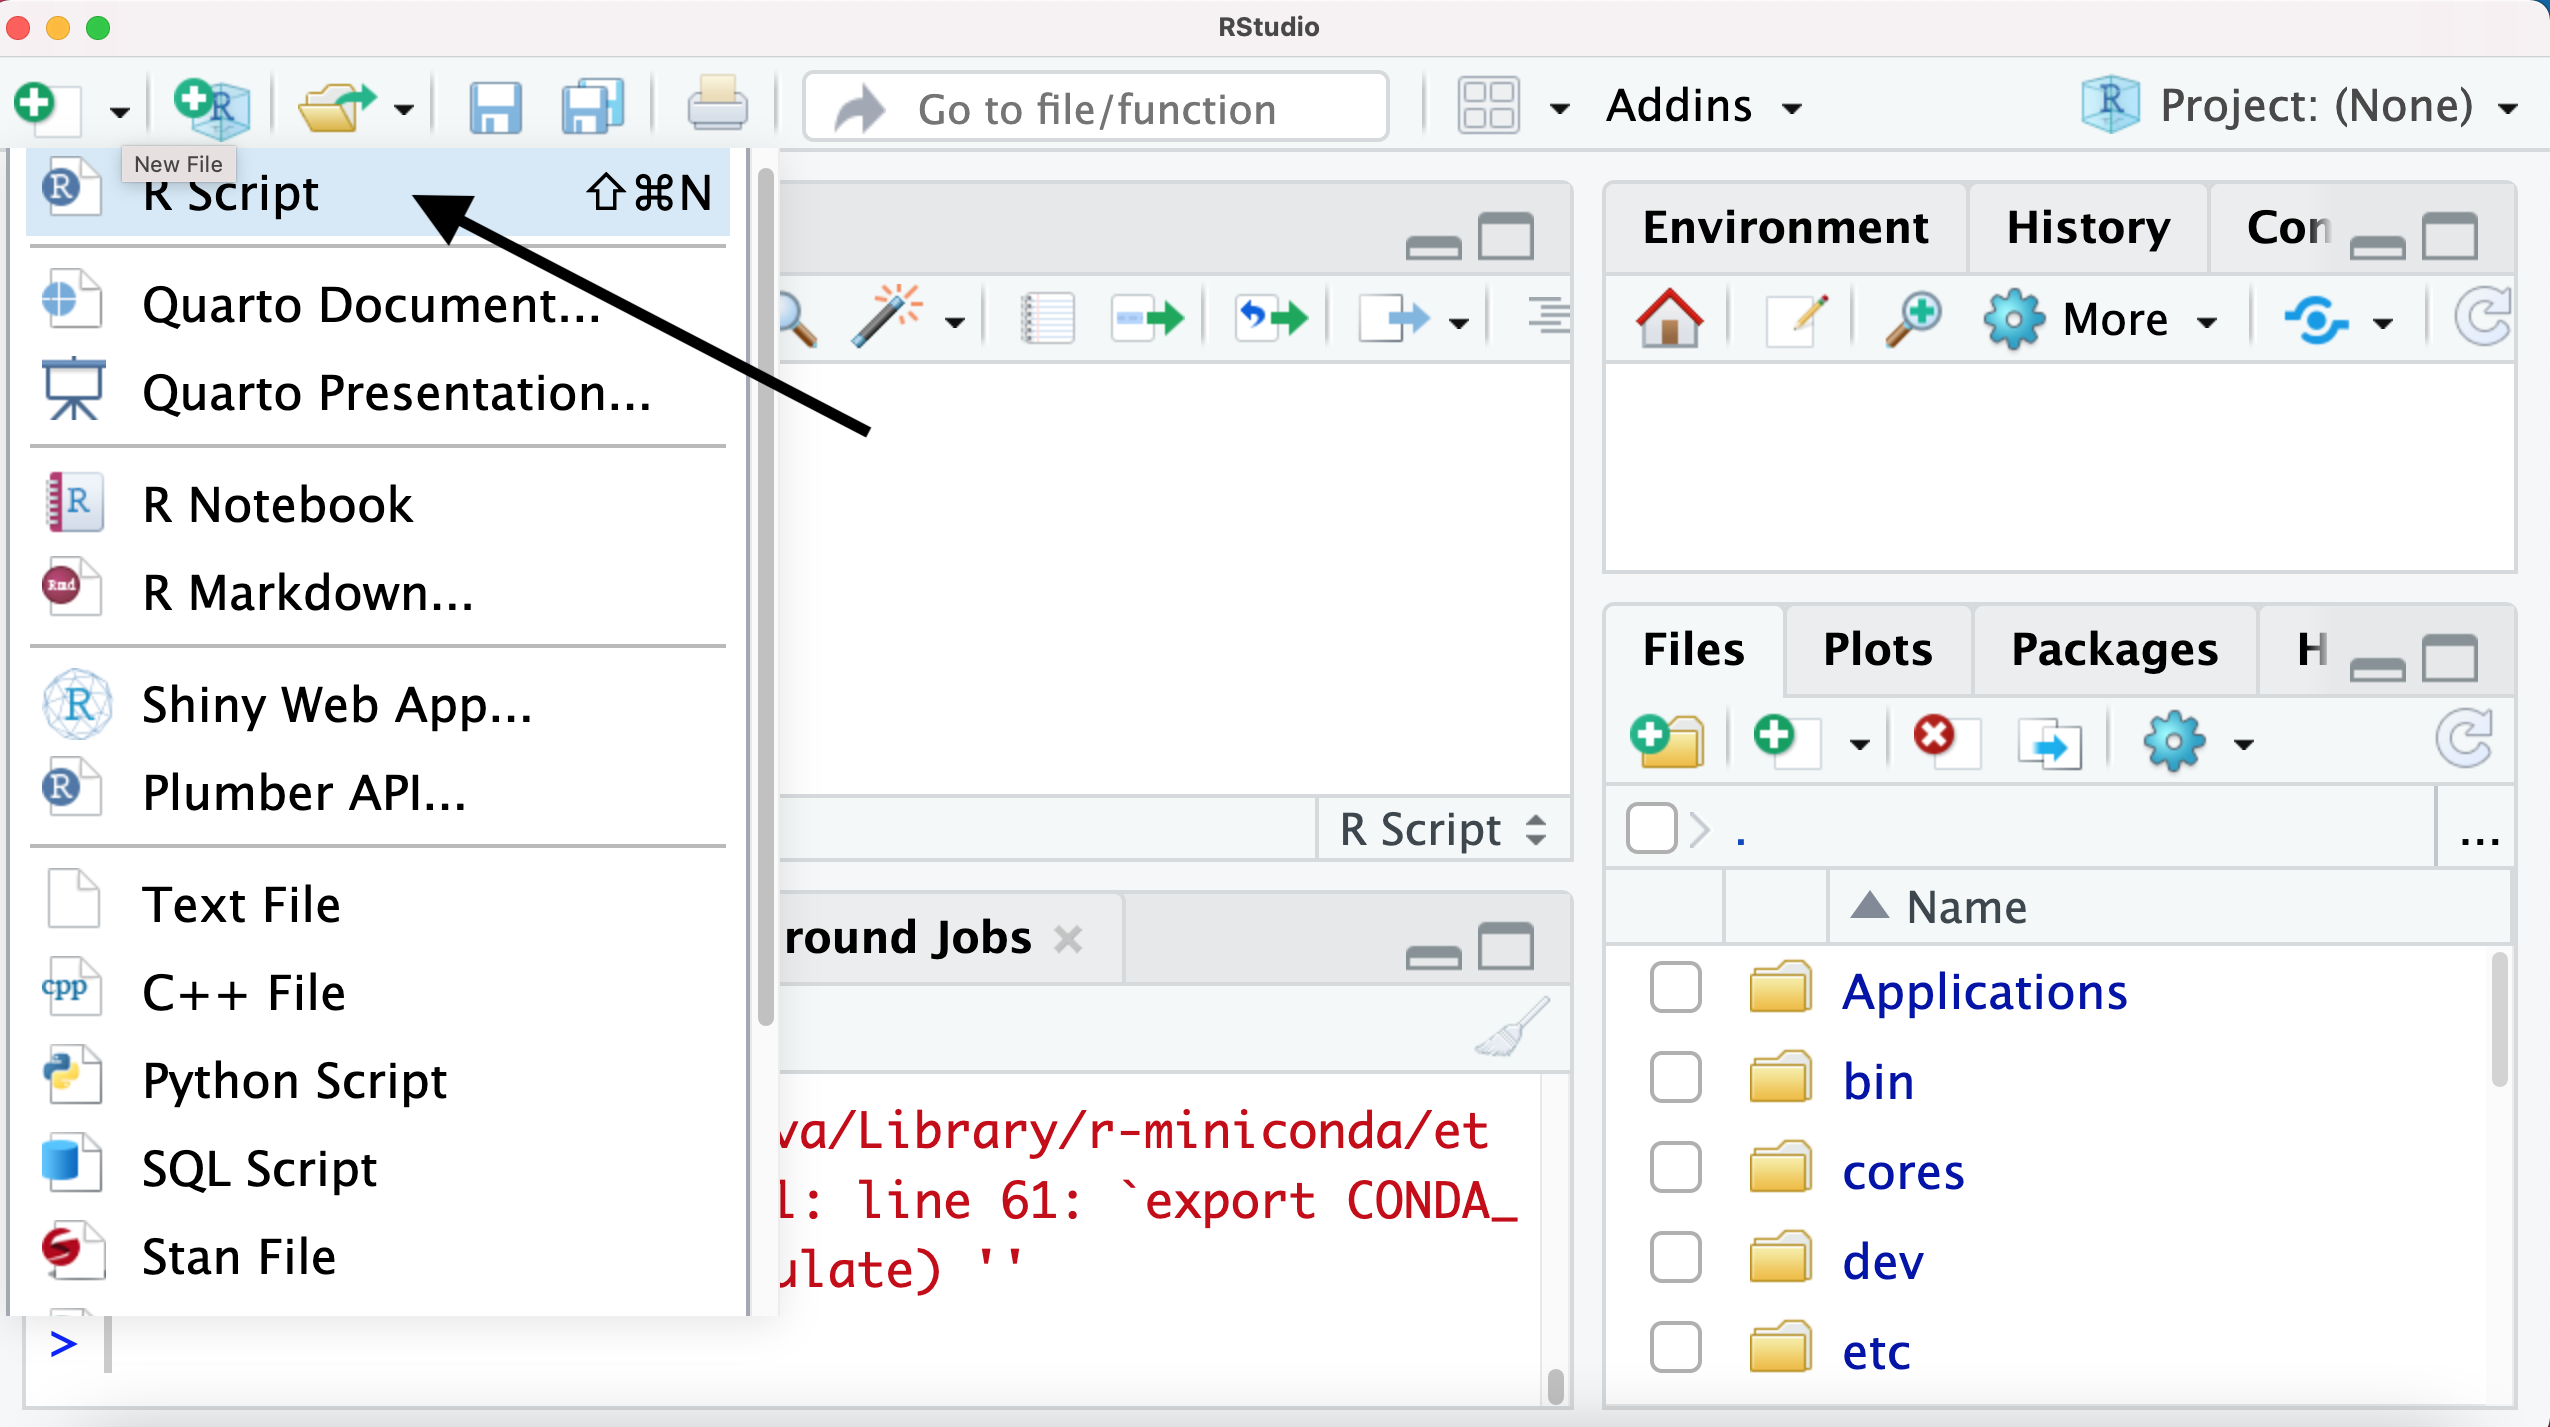 RStudio
Go to file/function
Addins
Project: (None)
New File
R Script ⇧⌘N
Quarto Document...
Quarto Presentation...
R Notebook
R Markdown...
Shiny Web App...
Plumber API...
Text File
C++ File
Python Script
SQL Script
Stan File
R Script
round Jobs
va/Library/r-miniconda/et
l: line 61: `export CONDA_
ulate) ''
>
Environment History Con
More
Files Plots Packages H
. ...
Name
Applications
bin
cores
dev
etc